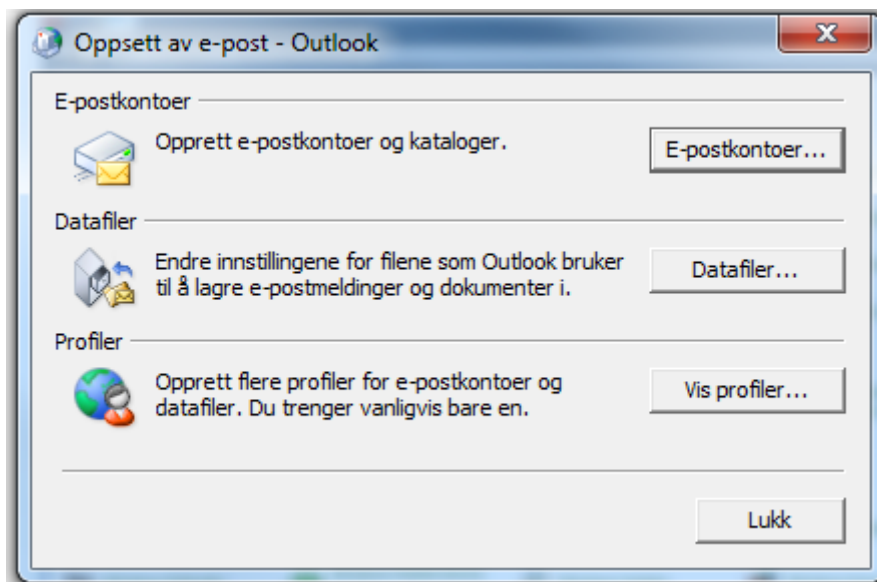 Oppsett av e-post - Outlook
E-postkontoer
Opprett e-postkontoer og kataloger.
E-postkontoer...
Datafiler
Endre innstillingene for filene som Outlook bruker
til å lagre e-postmeldinger og dokumenter i.
Datafiler...
Profiler
Opprett flere profiler for e-postkontoer og
datafiler. Du trenger vanligvis bare en.
Vis profiler...
Lukk